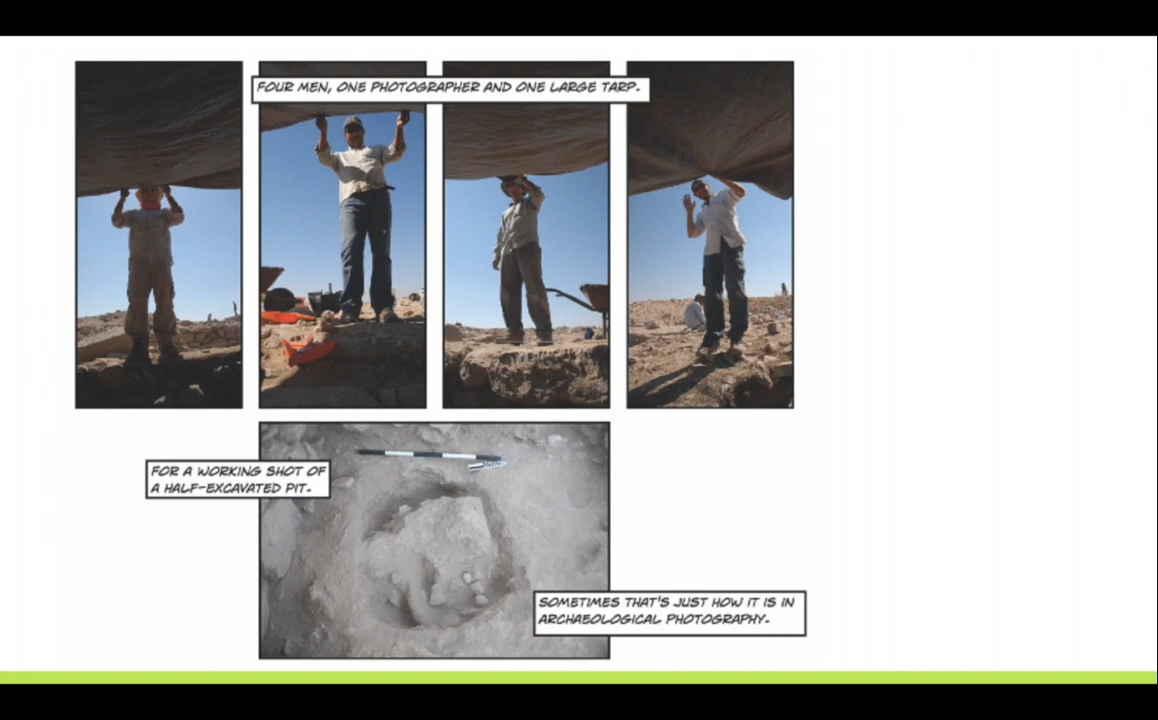 FOUR MEN, ONE PHOTOGRAPHER AND ONE LARGE TARP.
FOR A WORKING SHOT OF
A HALF-EXCAVATED PIT.
SOMETIMES THAT'S JUST HOW IT IS IN
ARCHAEOLOGICAL PHOTOGRAPHY.